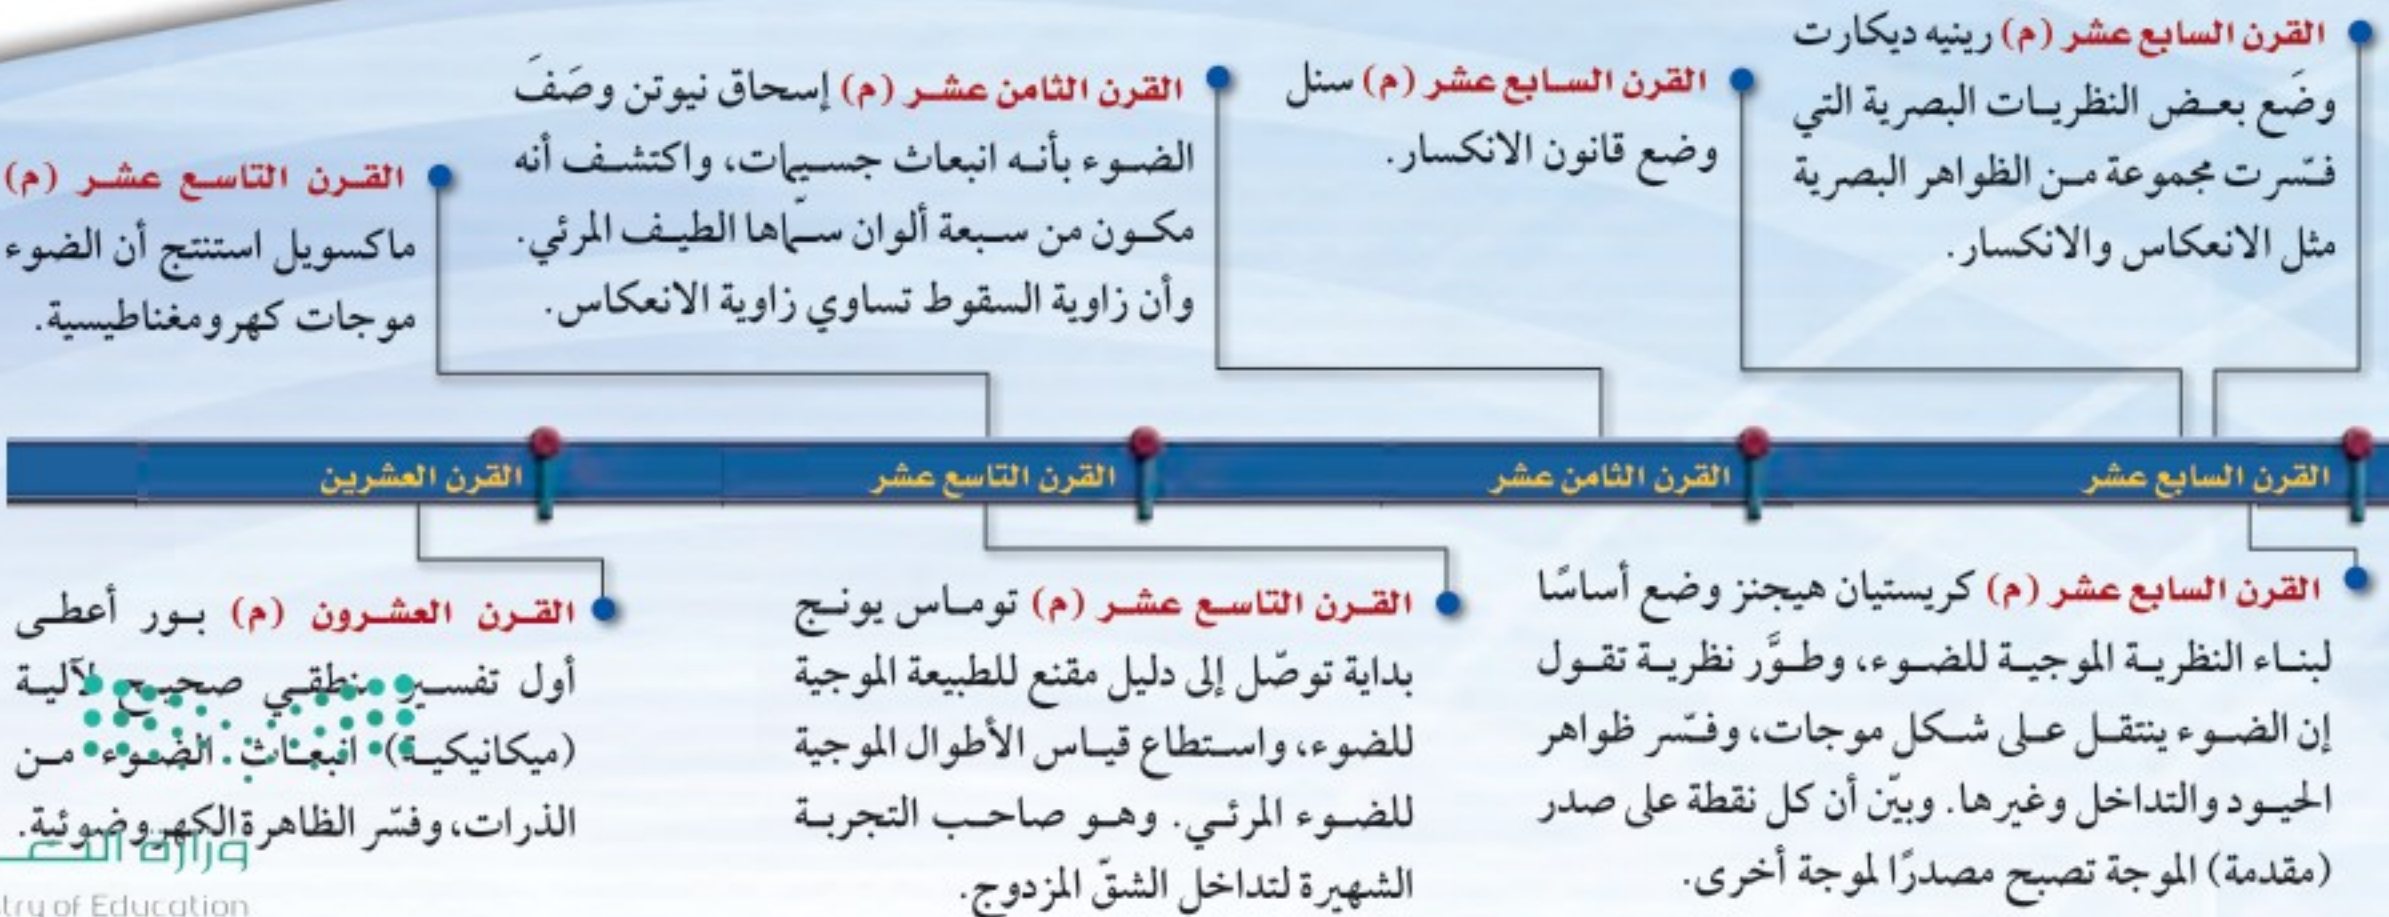 القرن السابع عشر (م) رينيه ديكارت
وضَع بعض النظريات البصرية التي
فسّرت مجموعة من الظواهر البصرية
مثل الانعكاس والانكسار.
القرن السابع عشر (م) سنل
وضع قانون الانكسار.
القرن الثامن عشر (م) إسحاق نيوتن وصَفَ
الضوء بأنه انبعاث جسيمات، واكتشف أنه
مكون من سبعة ألوان سمّاها الطيف المرئي.
وأن زاوية السقوط تساوي زاوية الانعكاس.
القرن التاسع عشر (م)
ماكسويل استنتج أن الضوء
موجات كهرومغناطيسية.
القرن السابع عشر
القرن الثامن عشر
القرن التاسع عشر
القرن العشرين
القرن السابع عشر (م) كريستيان هيجنز وضع أساسًا
لبناء النظرية الموجية للضوء، وطوَّر نظرية تقول
إن الضوء ينتقل على شكل موجات، وفسّر ظواهر
الحيود والتداخل وغيرها. وبيّن أن كل نقطة على صدر
(مقدمة) الموجة تصبح مصدرًا لموجة أخرى.
القرن التاسع عشر (م) توماس يونج
بداية توصّل إلى دليل مقنع للطبيعة الموجية
للضوء، واستطاع قياس الأطوال الموجية
للضوء المرئي. وهو صاحب التجربة
الشهيرة لتداخل الشقّ المزدوج.
القرن العشرون (م) بور أعطى
أول تفسير منطقي صحيح لآلية
(ميكانيكية) انبعاث الضوء من
الذرات، وفسّر الظاهرة الكهروضوئية.
وزارة
of Education